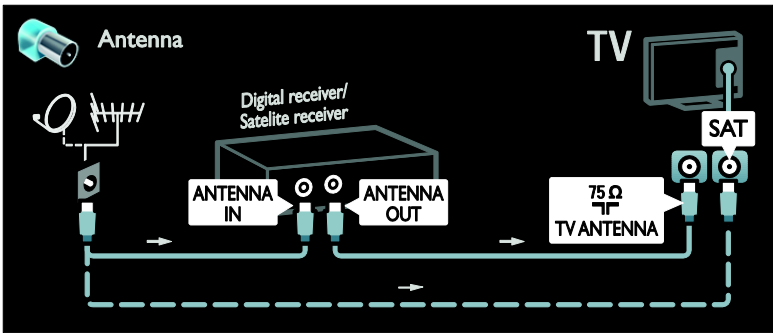 Antenna
TV
Digital receiver/
Satelite receiver
SAT
ANTENNA
IN
ANTENNA
OUT
75 Ω
TV ANTENNA